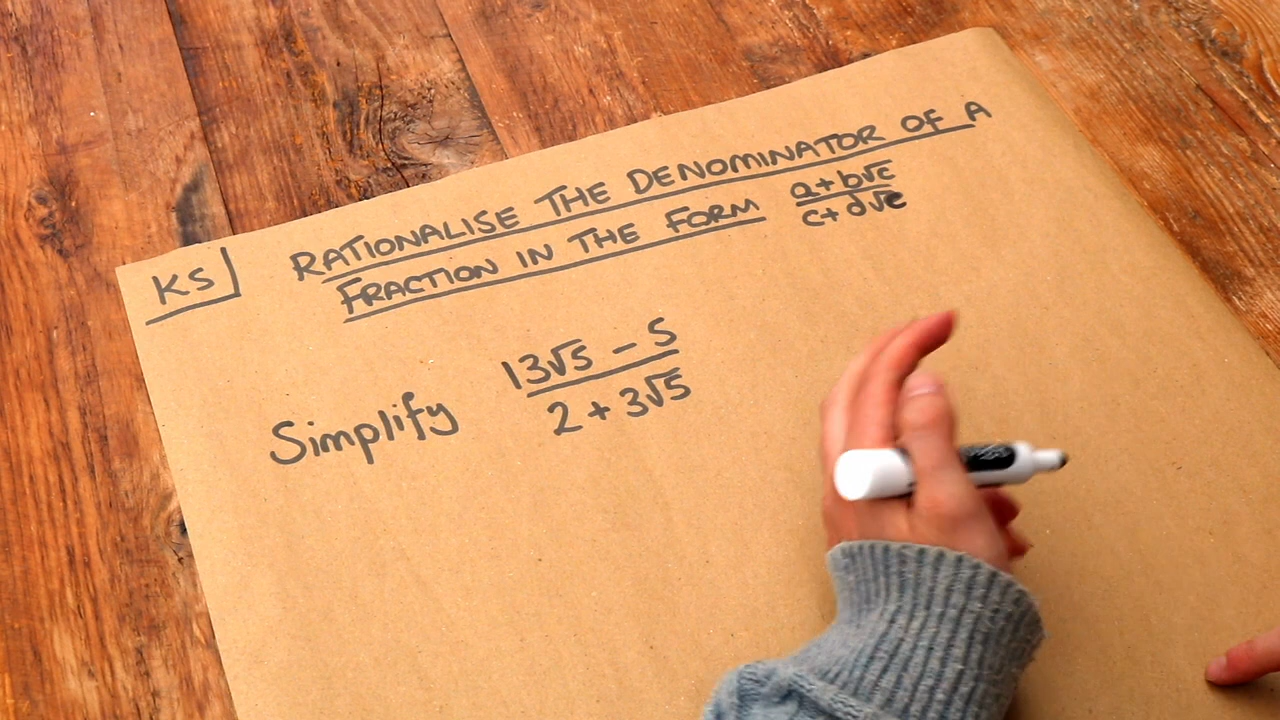 KS
RATIONALISE THE DENOMINATOR OF A
FRACTION IN THE FORM a+b√c / c+d√e
Simplify 13√5 - 5 / 2 + 3√5